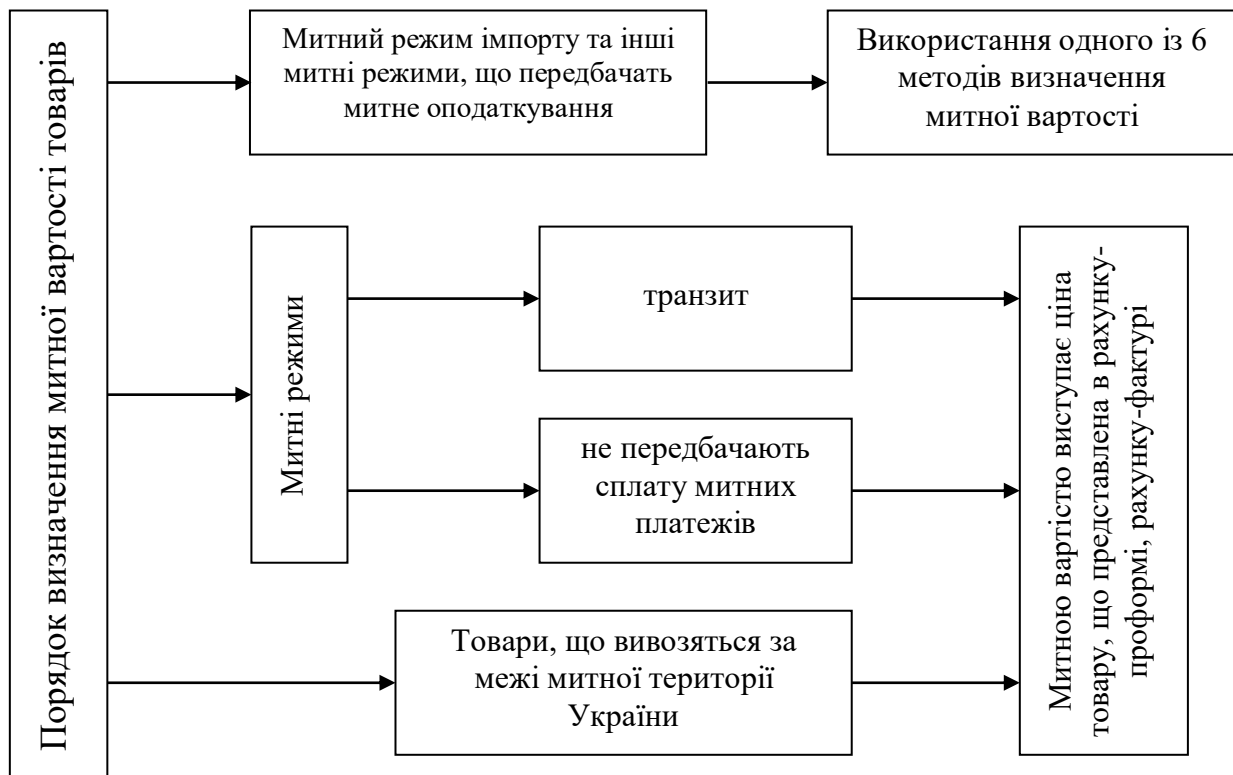 Порядок визначення митної вартості товарів
Митний режим імпорту та інші
митні режими, що передбачать
митне оподаткування
Використання одного із 6
методів визначення
митної вартості
Митні режими
транзит
не передбачають
сплату митних
платежів
Товари, що вивозяться за
межі митної території
України
Митною вартістю виступає ціна
товару, що представлена в рахунку-
проформі, рахунку-фактурі